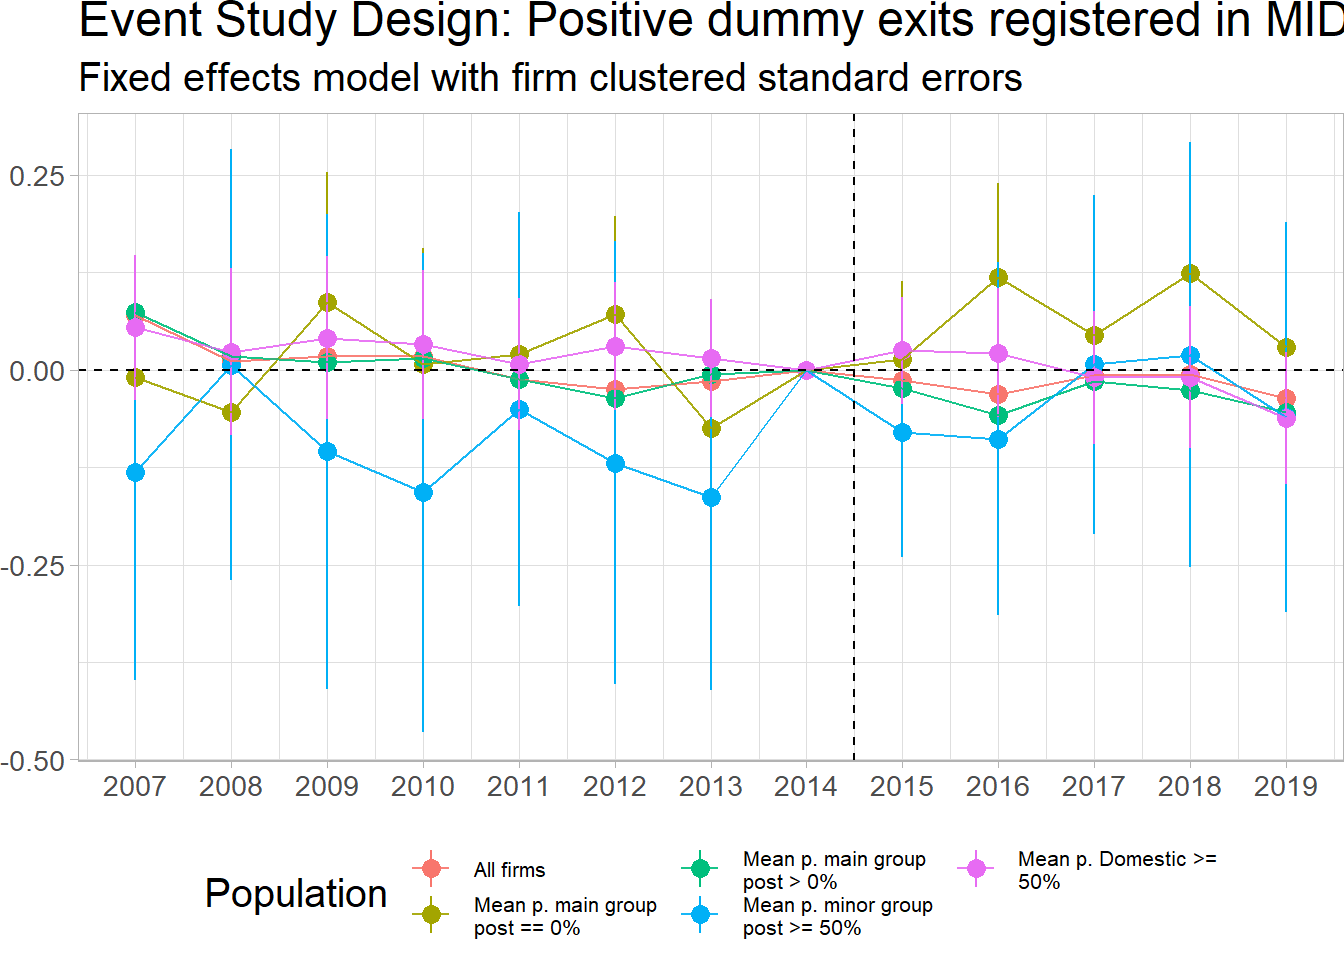 Event Study Design: Positive dummy exits registered in MID
Fixed effects model with firm clustered standard errors
0.25
0.00
-0.25
-0.50
2007 2008 2009 2010 2011 2012 2013 2014 2015 2016 2017 2018 2019
Population
All firms
Mean p. main group
post == 0%
Mean p. main group
post > 0%
Mean p. minor group
post >= 50%
Mean p. Domestic >=
50%